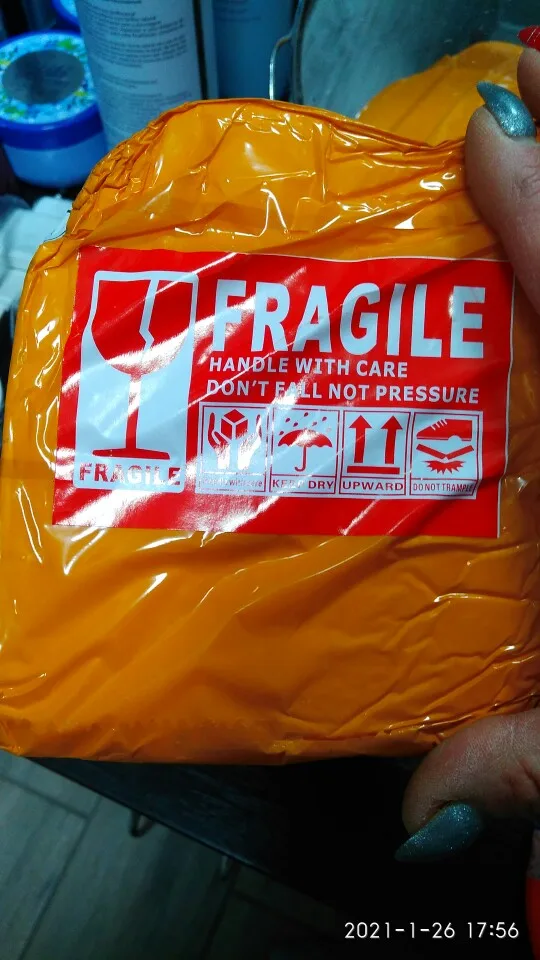 FRAGILE
HANDLE WITH CARE
DON'T FALL NOT PRESSURE
FRAGILE
KEEP DRY
UPWARD
DO NOT TRAMPLE
2021-1-26 17:56